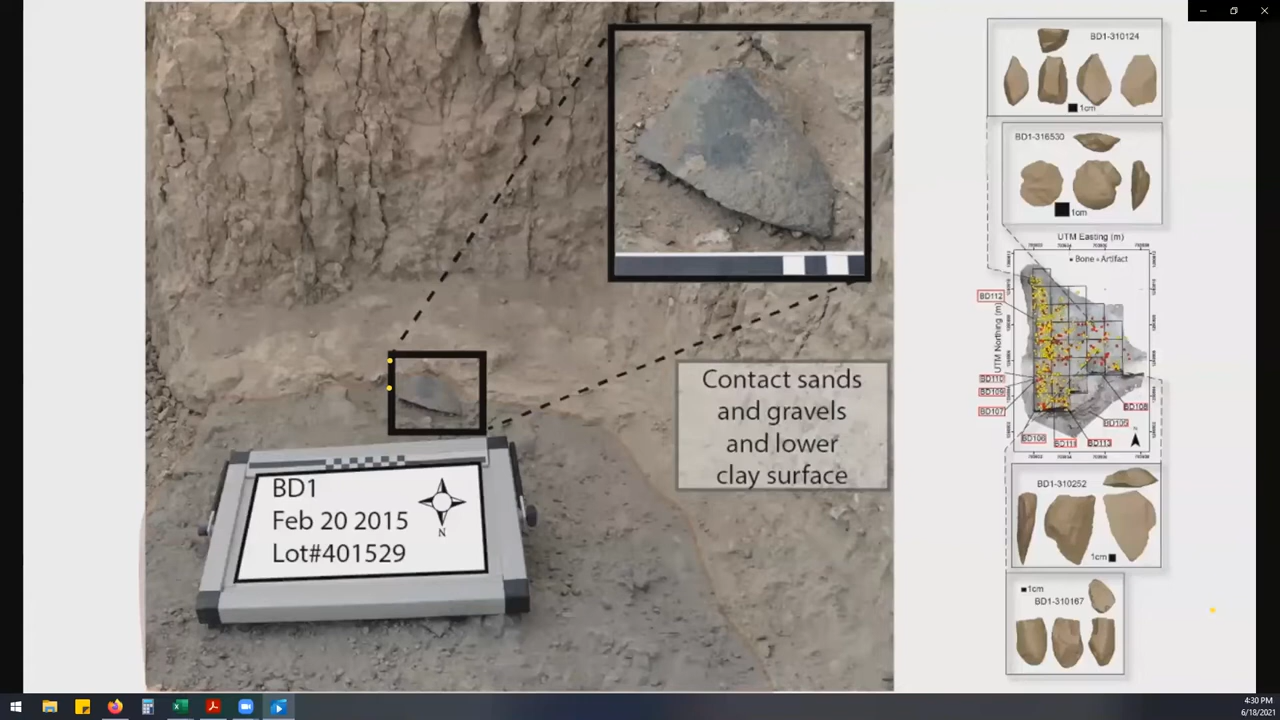 BD1
Feb 20 2015
Lot#401529
N
Contact sands
and gravels
and lower
clay surface
BD1-310124
1cm
BD1-316530
1cm
UTM Easting (m)
Bone Artifact
UTM Northing (m)
BD112
BD110
BD109
BD107
BD106
BD111
BD113
BD105
BD108
N
BD1-310252
1cm
1cm
BD1-310167
4:30 PM
6/18/2021